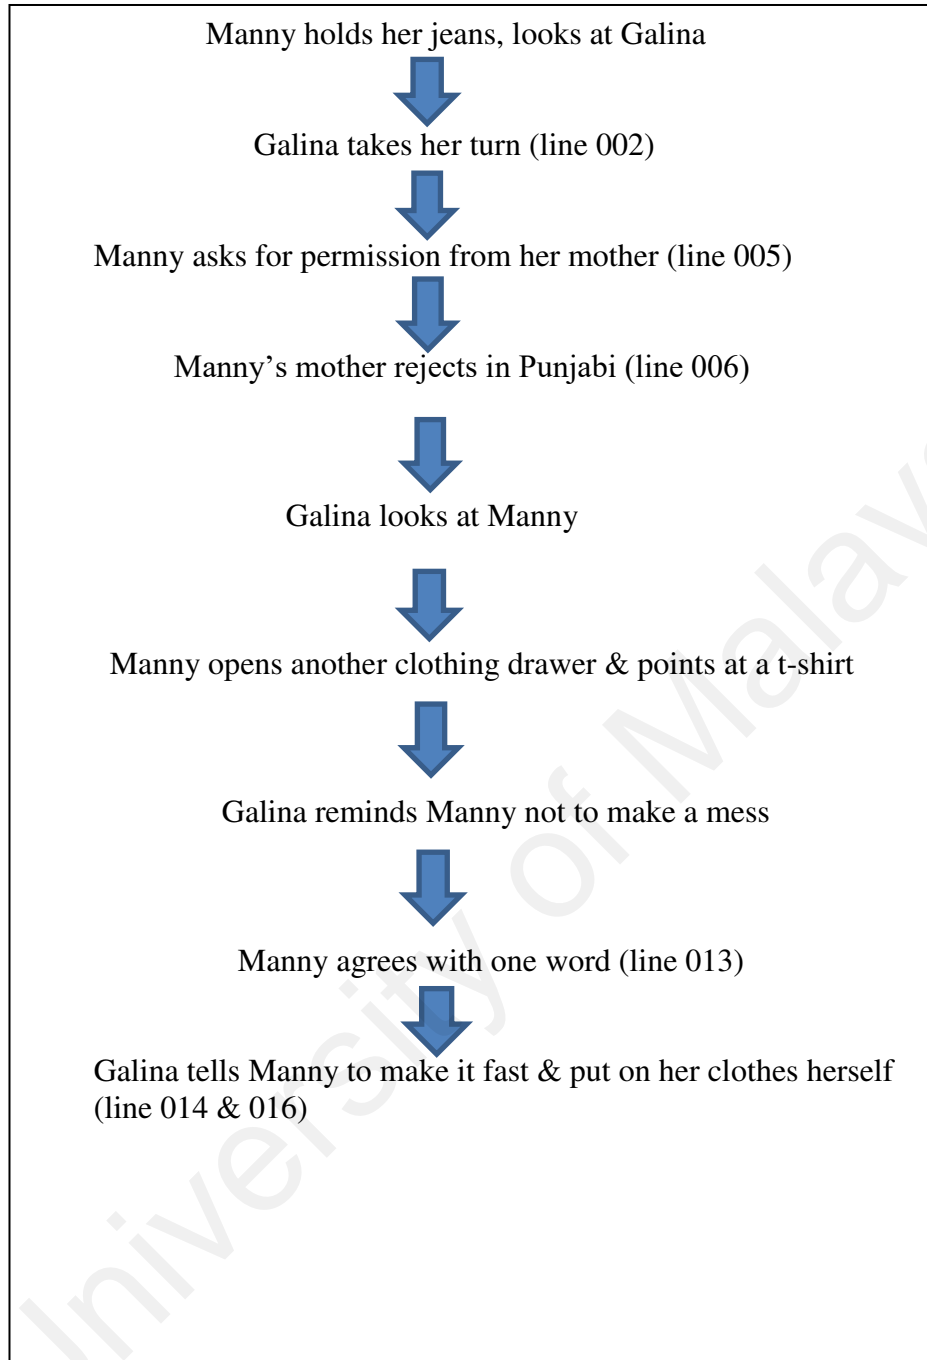 Manny holds her jeans, looks at Galina
Galina takes her turn (line 002)
Manny asks for permission from her mother (line 005)
Manny’s mother rejects in Punjabi (line 006)
Galina looks at Manny
Manny opens another clothing drawer & points at a t-shirt
Galina reminds Manny not to make a mess
Manny agrees with one word (line 013)
Galina tells Manny to make it fast & put on her clothes herself
(line 014 & 016)
University of Malay